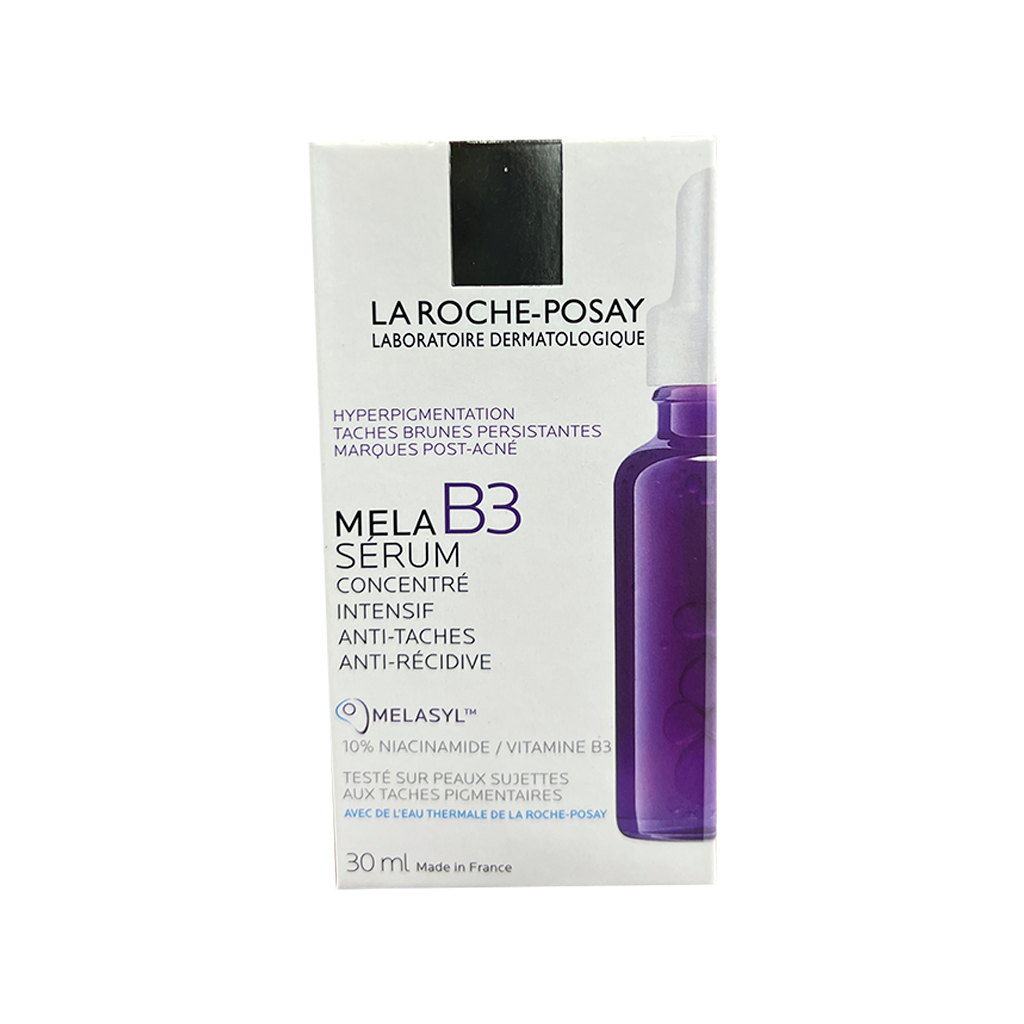 LA ROCHE-POSAY
LABORATOIRE DERMATOLOGIQUE
HYPERPIGMENTATION
TACHES BRUNES PERSISTANTES
MARQUES POST-ACNÉ
MELA B3
SÉRUM
CONCENTRÉ
INTENSIF
ANTI-TACHES
ANTI-RÉCIDIVE
MELASYL™
10% NIACINAMIDE / VITAMINE B3
TESTÉ SUR PEAUX SUJETTES
AUX TACHES PIGMENTAIRES
AVEC DE L'EAU THERMALE DE LA ROCHE-POSAY
30 ml Made in France